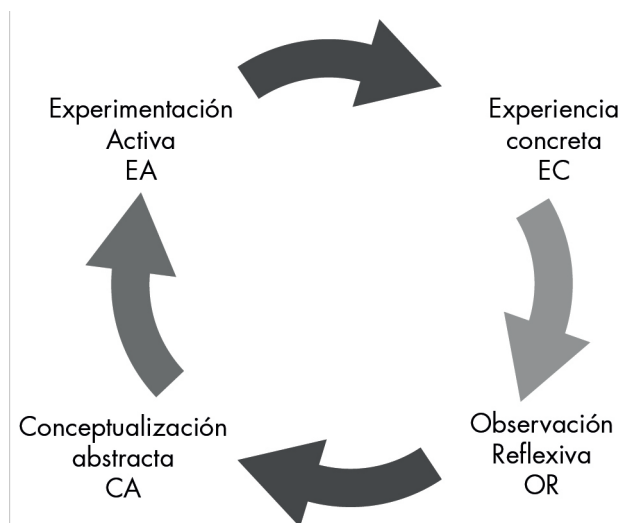 Experimentación
Activa
EA
Experiencia
concreta
EC
Conceptualización
abstracta
CA
Observación
Reflexiva
OR